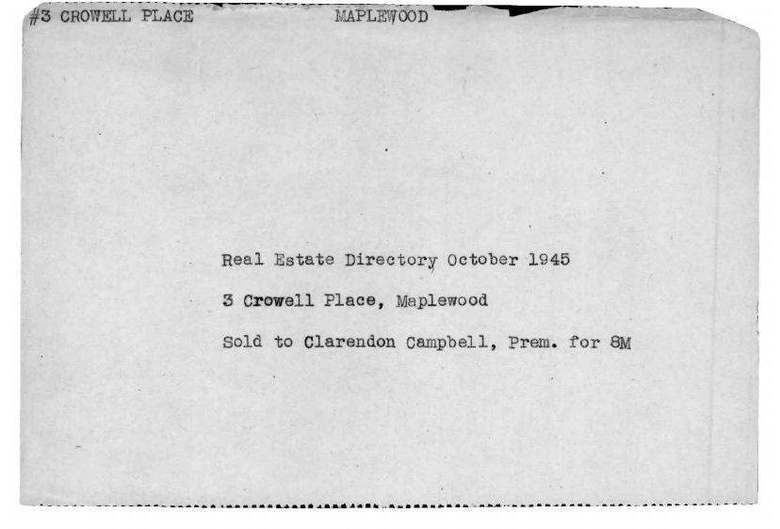 #3 CROWELL PLACE MAPLEWOOD
Real Estate Directory October 1945
3 Crowell Place, Maplewood
Sold to Clarendon Campbell, Prem. for 8M